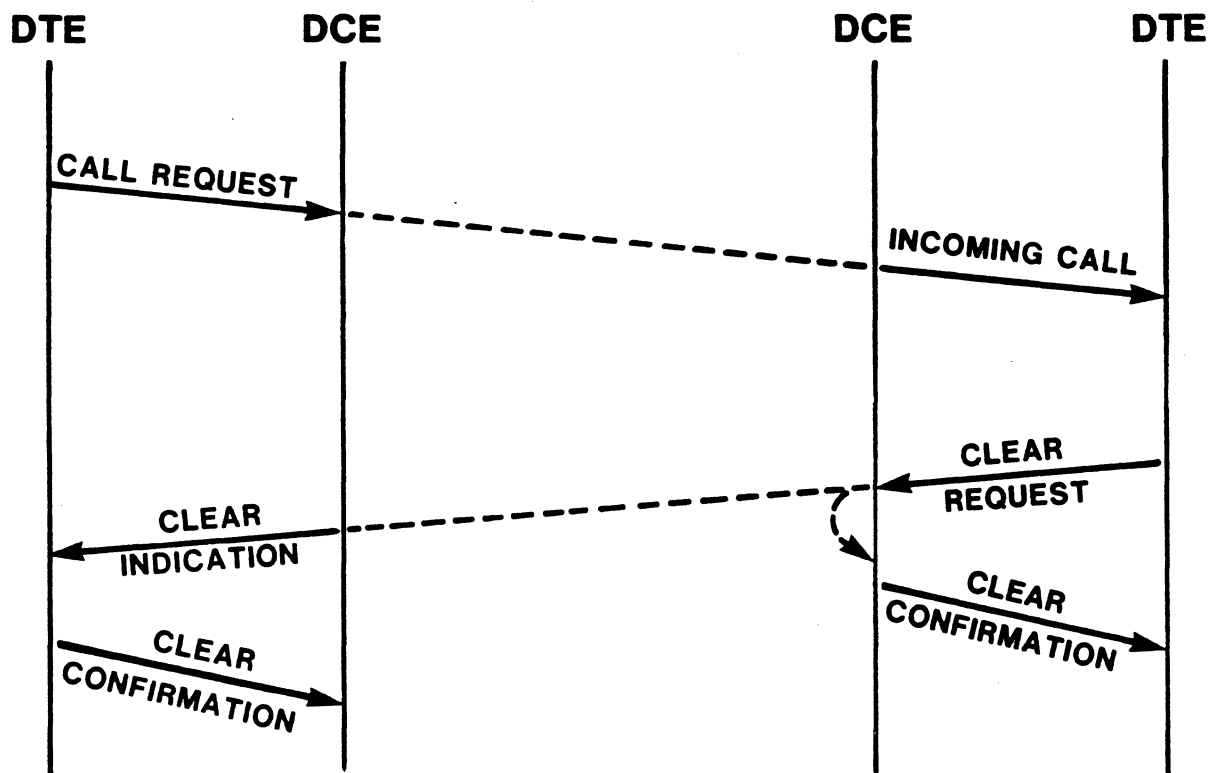 DTE DCE DCE DTE
CALL REQUEST
INCOMING CALL
CLEAR
REQUEST
CLEAR
INDICATION
CLEAR
CONFIRMATION
CLEAR
CONFIRMATION